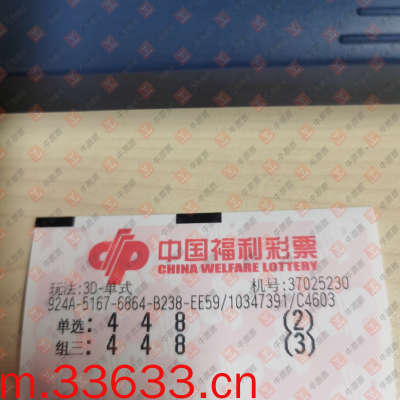 中国福利彩票
CHINA WELFARE LOTTERY
玩法:3D-单式 机号:37025230
924A-5167-6864-B238-EE59/10347391/C4603
单选: 4 4 8 (2)
组三: 4 4 8 (3)
m.33633.cn